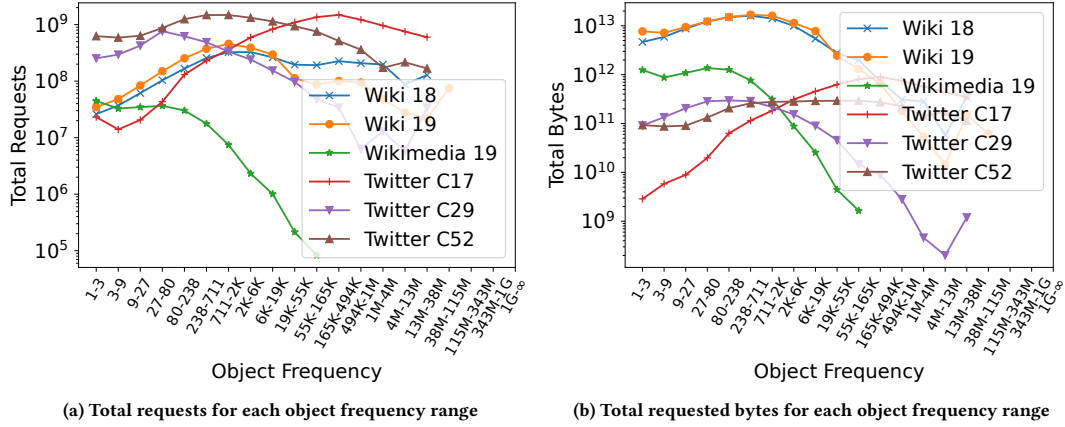 10⁹
10⁸
10⁷
10⁶
10⁵
Total Requests
Wiki 18
Wiki 19
Wikimedia 19
Twitter C17
Twitter C29
Twitter C52
1-3
3-9
9-27
27-80
80-238
238-711
711-2K
2K-6K
6K-19K
19K-55K
55K-165K
165K-494K
494K-1M
1M-4M
4M-13M
13M-38M
38M-115M
115M-343M
343M-1G
1G-∞
Object Frequency
(a) Total requests for each object frequency range
10¹³
10¹²
10¹¹
10¹⁰
10⁹
Total Bytes
Wiki 18
Wiki 19
Wikimedia 19
Twitter C17
Twitter C29
Twitter C52
1-3
3-9
9-27
27-80
80-238
238-711
711-2K
2K-6K
6K-19K
19K-55K
55K-165K
165K-494K
494K-1M
1M-4M
4M-13M
13M-38M
38M-115M
115M-343M
343M-1G
1G-∞
Object Frequency
(b) Total requested bytes for each object frequency range